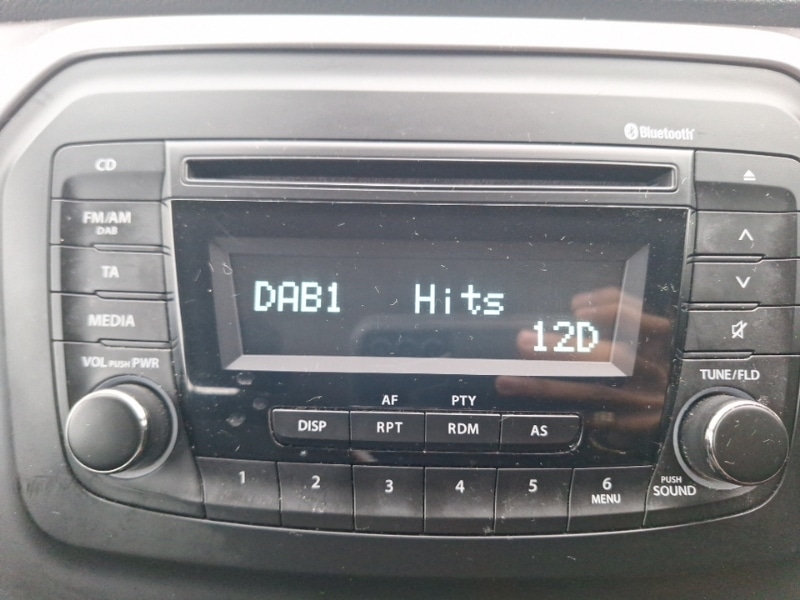 Bluetooth
CD
FM/AM
DAB
TA
MEDIA
VOL PUSH PWR
DAB1 Hits
12D
TUNE/FLD
AF PTY
DISP RPT RDM AS
1 2 3 4 5 6
MENU
PUSH
SOUND